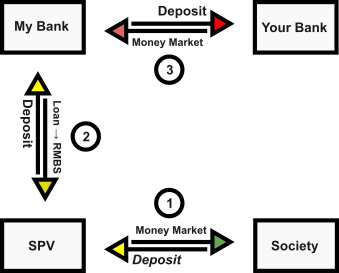 Deposit
My Bank
Your Bank
Money Market
3
Deposit
Loan → RMBS
2
1
Money Market
SPV
Society
Deposit